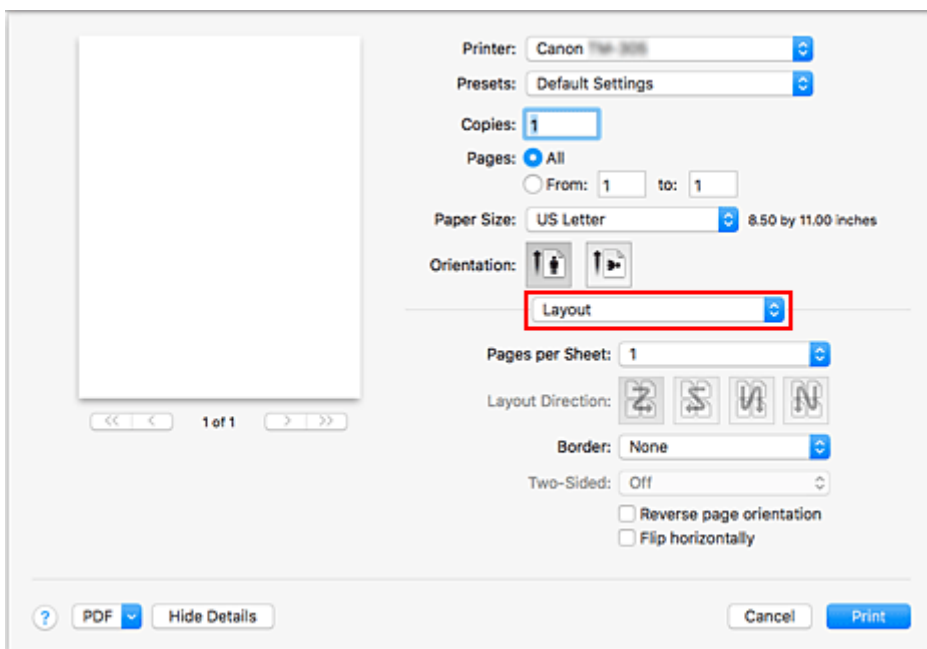 Printer: Canon
Presets: Default Settings
Copies: 1
Pages: All
From: 1 to: 1
Paper Size: US Letter 8.50 by 11.00 inches
Orientation:
Layout
Pages per Sheet: 1
Layout Direction:
Border: None
Two-Sided: Off
Reverse page orientation
Flip horizontally
<< < 1 of 1 > >>
? PDF Hide Details Cancel Print